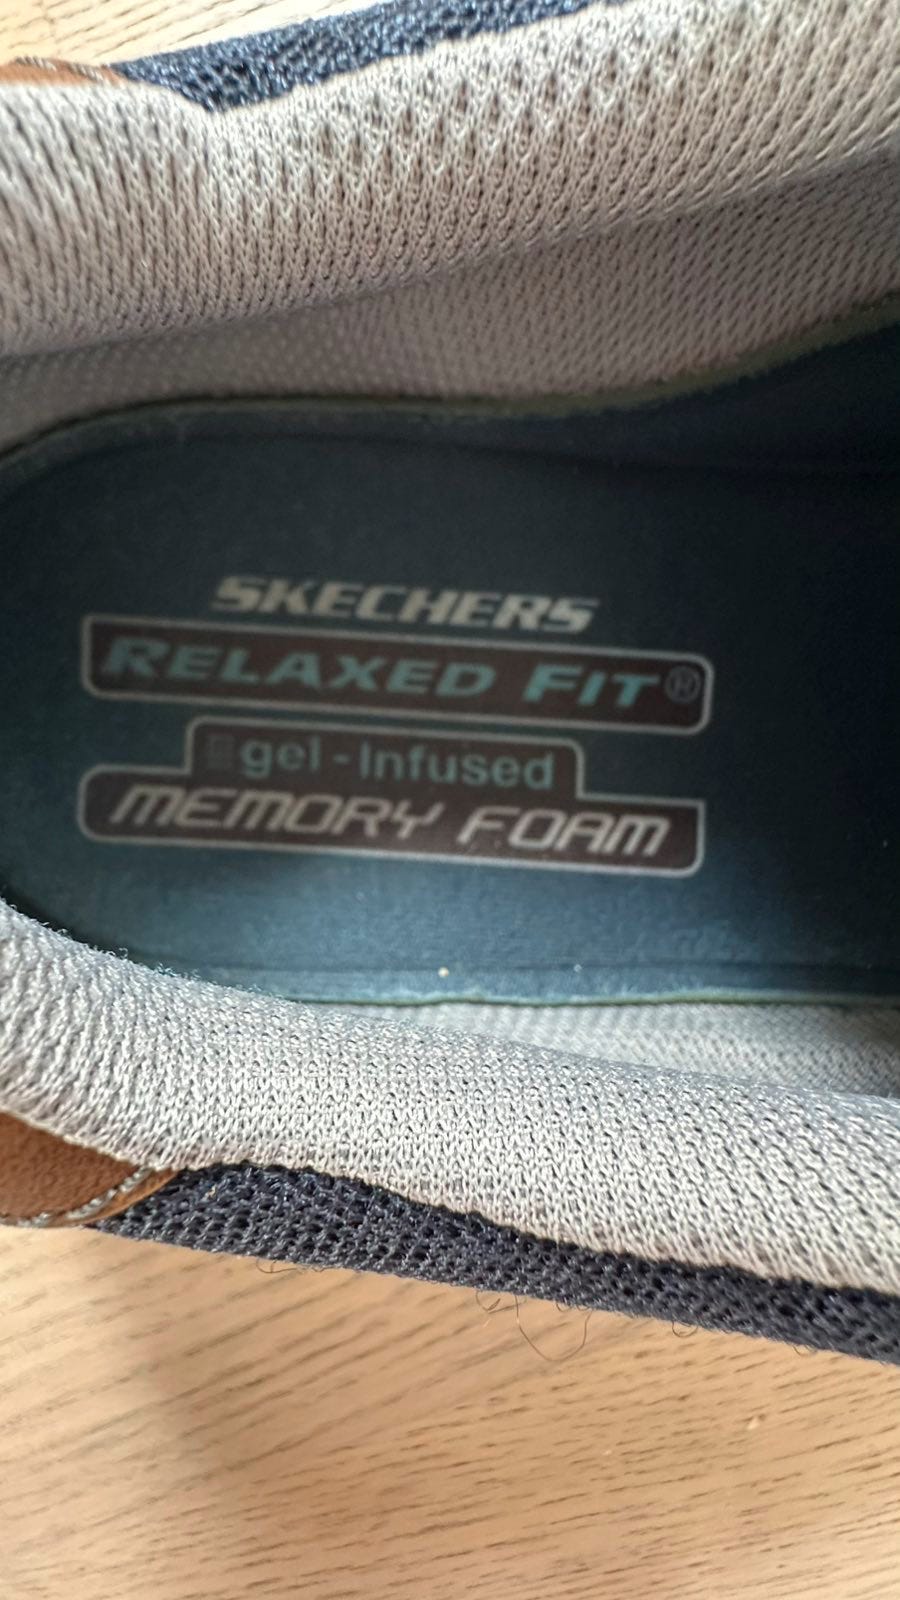 SKECHERS
RELAXED FIT®
gel-Infused
MEMORY FOAM